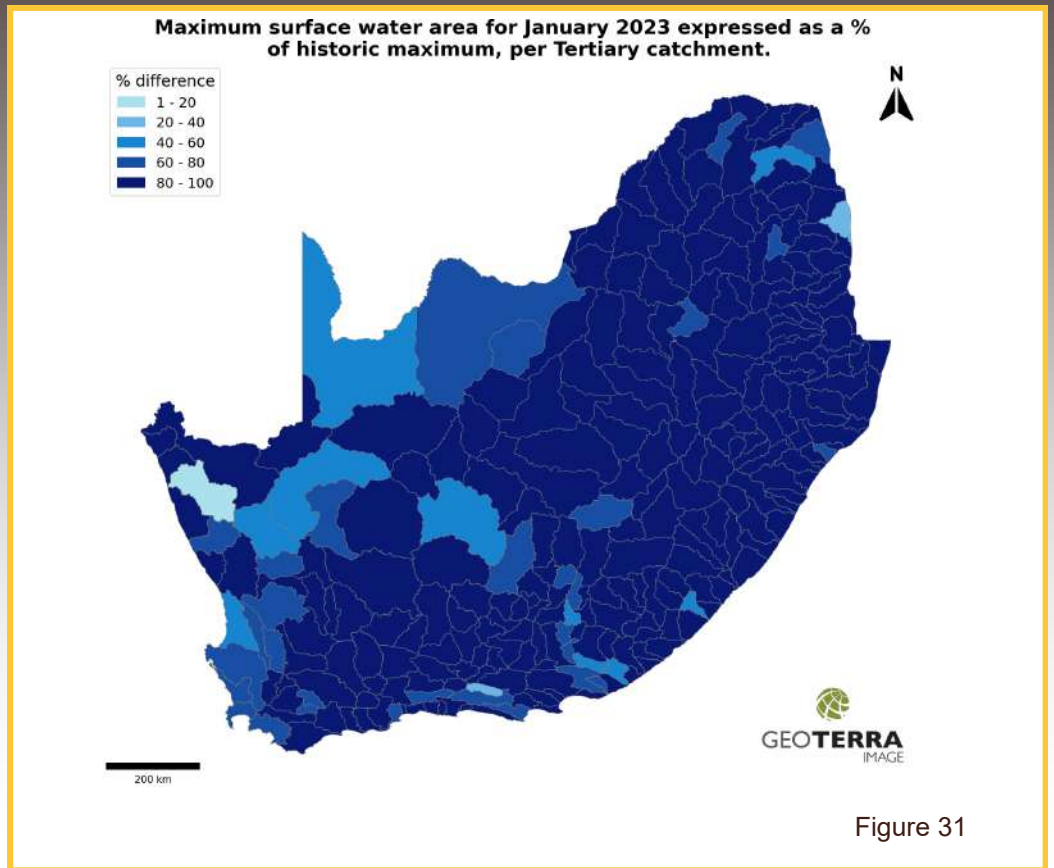 Maximum surface water area for January 2023 expressed as a %
of historic maximum, per Tertiary catchment.
% difference
1 - 20
20 - 40
40 - 60
60 - 80
80 - 100
N
GEOTERRA
IMAGE
200 km
Figure 31